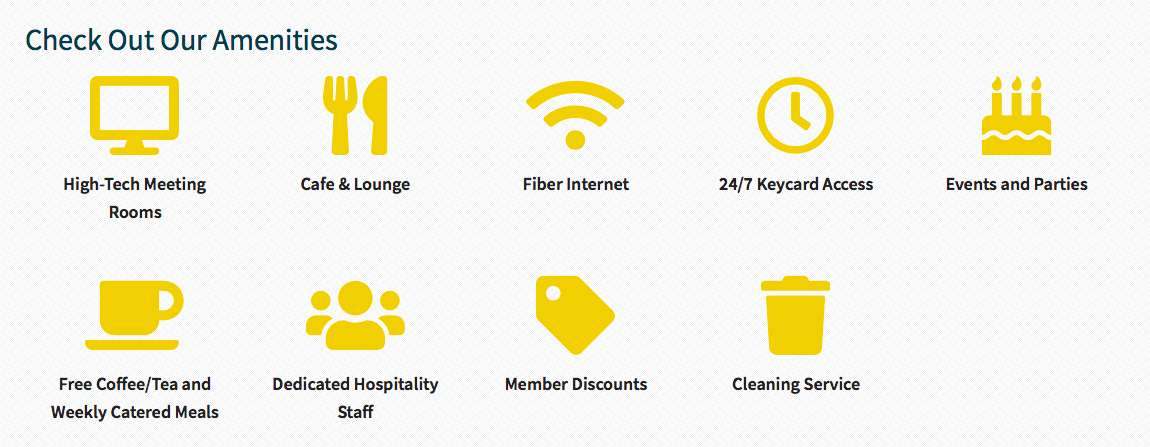 Check Out Our Amenities
High-Tech Meeting
Rooms
Cafe & Lounge
Fiber Internet
24/7 Keycard Access
Events and Parties
Free Coffee/Tea and
Weekly Catered Meals
Dedicated Hospitality
Staff
Member Discounts
Cleaning Service